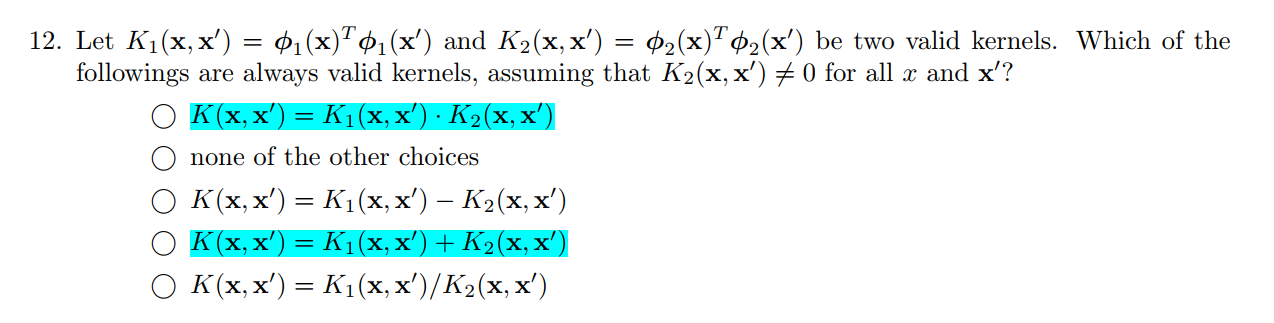 12. Let K₁(x, x′) = ϕ₁(x)ᵀϕ₁(x′) and K₂(x, x′) = ϕ₂(x)ᵀϕ₂(x′) be two valid kernels. Which of the
followings are always valid kernels, assuming that K₂(x, x′) ≠ 0 for all x and x′?
K(x, x′) = K₁(x, x′) · K₂(x, x′)
none of the other choices
K(x, x′) = K₁(x, x′) − K₂(x, x′)
K(x, x′) = K₁(x, x′) + K₂(x, x′)
K(x, x′) = K₁(x, x′)/K₂(x, x′)